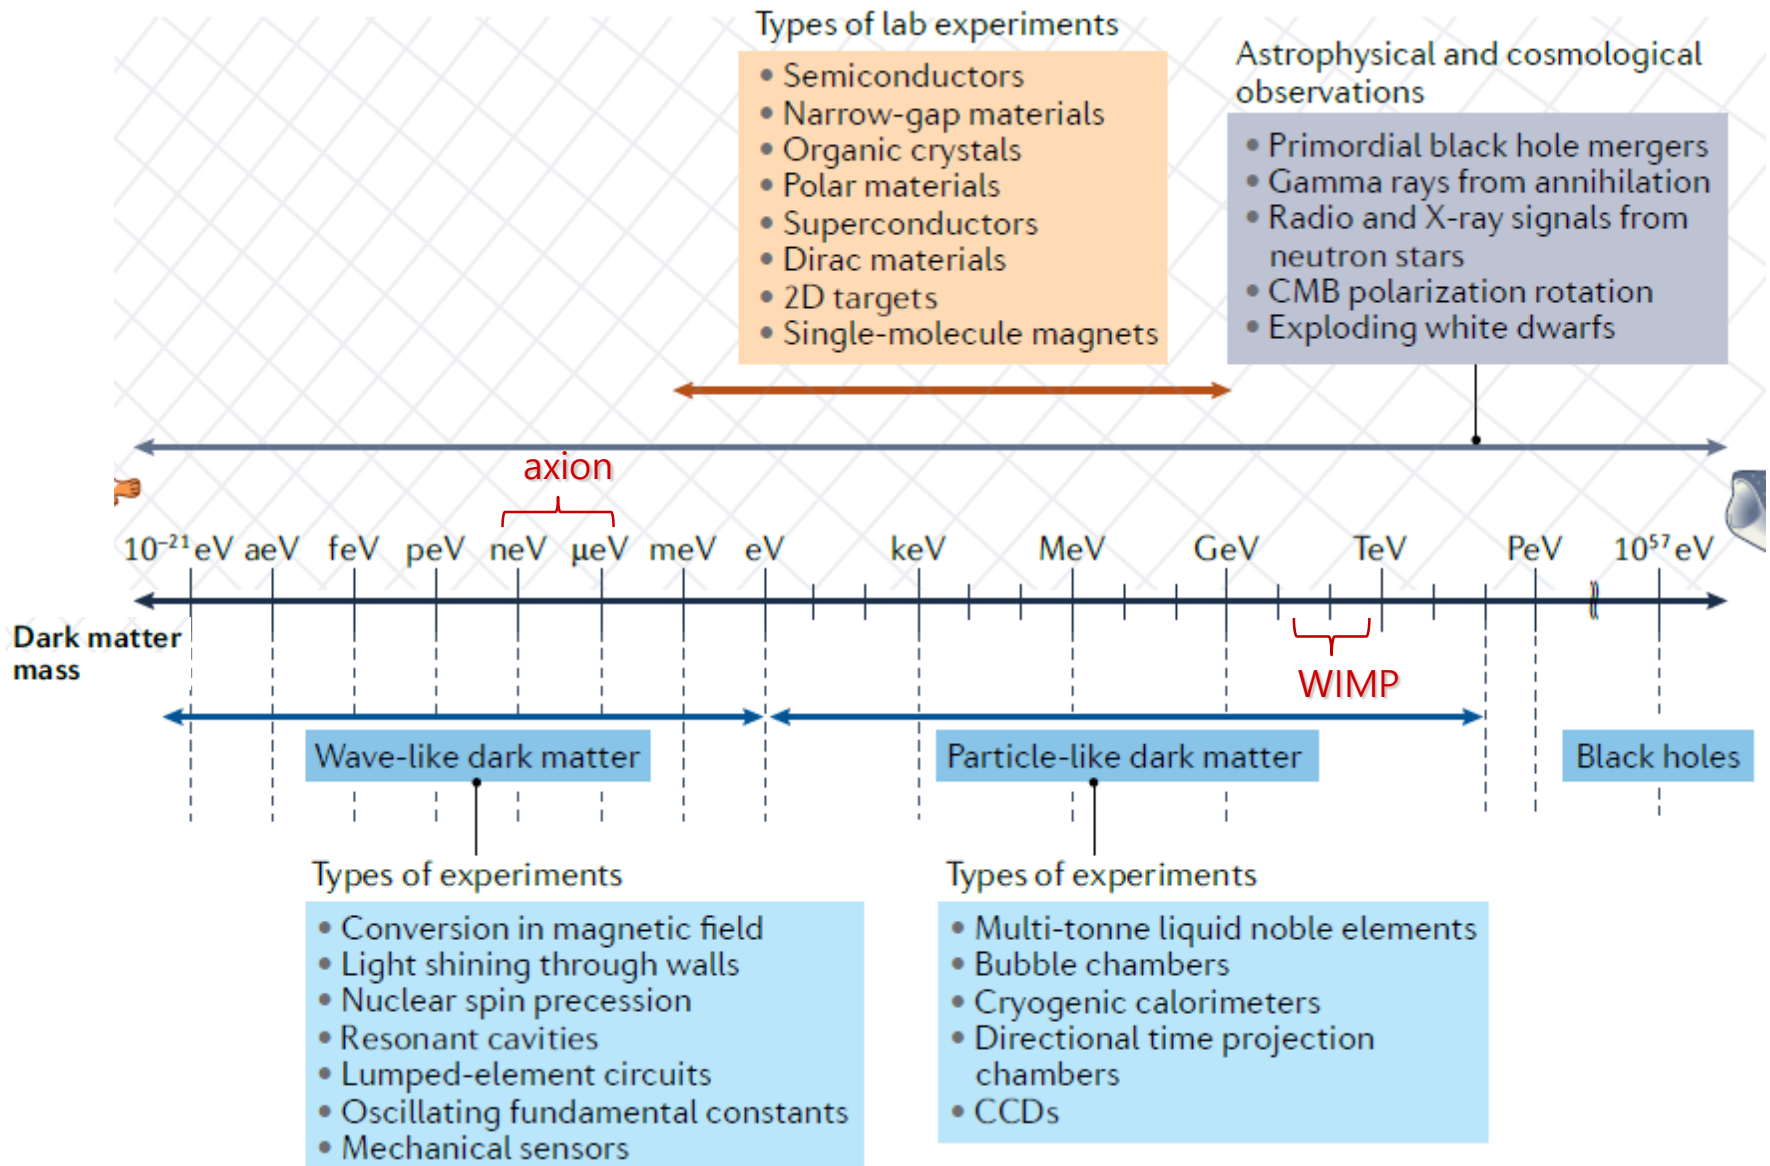 Types of lab experiments
• Semiconductors
• Narrow-gap materials
• Organic crystals
• Polar materials
• Superconductors
• Dirac materials
• 2D targets
• Single-molecule magnets
Astrophysical and cosmological
observations
• Primordial black hole mergers
• Gamma rays from annihilation
• Radio and X-ray signals from
neutron stars
• CMB polarization rotation
• Exploding white dwarfs
axion
10⁻²¹ eV aeV feV peV neV μeV meV eV keV MeV GeV TeV PeV 10⁵⁷ eV
Dark matter
mass
WIMP
Wave-like dark matter
Particle-like dark matter
Black holes
Types of experiments
• Conversion in magnetic field
• Light shining through walls
• Nuclear spin precession
• Resonant cavities
• Lumped-element circuits
• Oscillating fundamental constants
• Mechanical sensors
Types of experiments
• Multi-tonne liquid noble elements
• Bubble chambers
• Cryogenic calorimeters
• Directional time projection
chambers
• CCDs